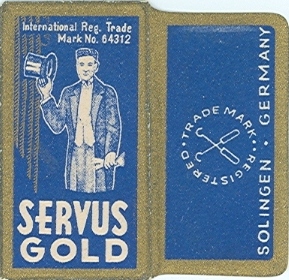 International Reg. Trade
Mark No. 64312
SERVUS
GOLD
• TRADE MARK •
• REGISTERED •
SOLINGEN • GERMANY